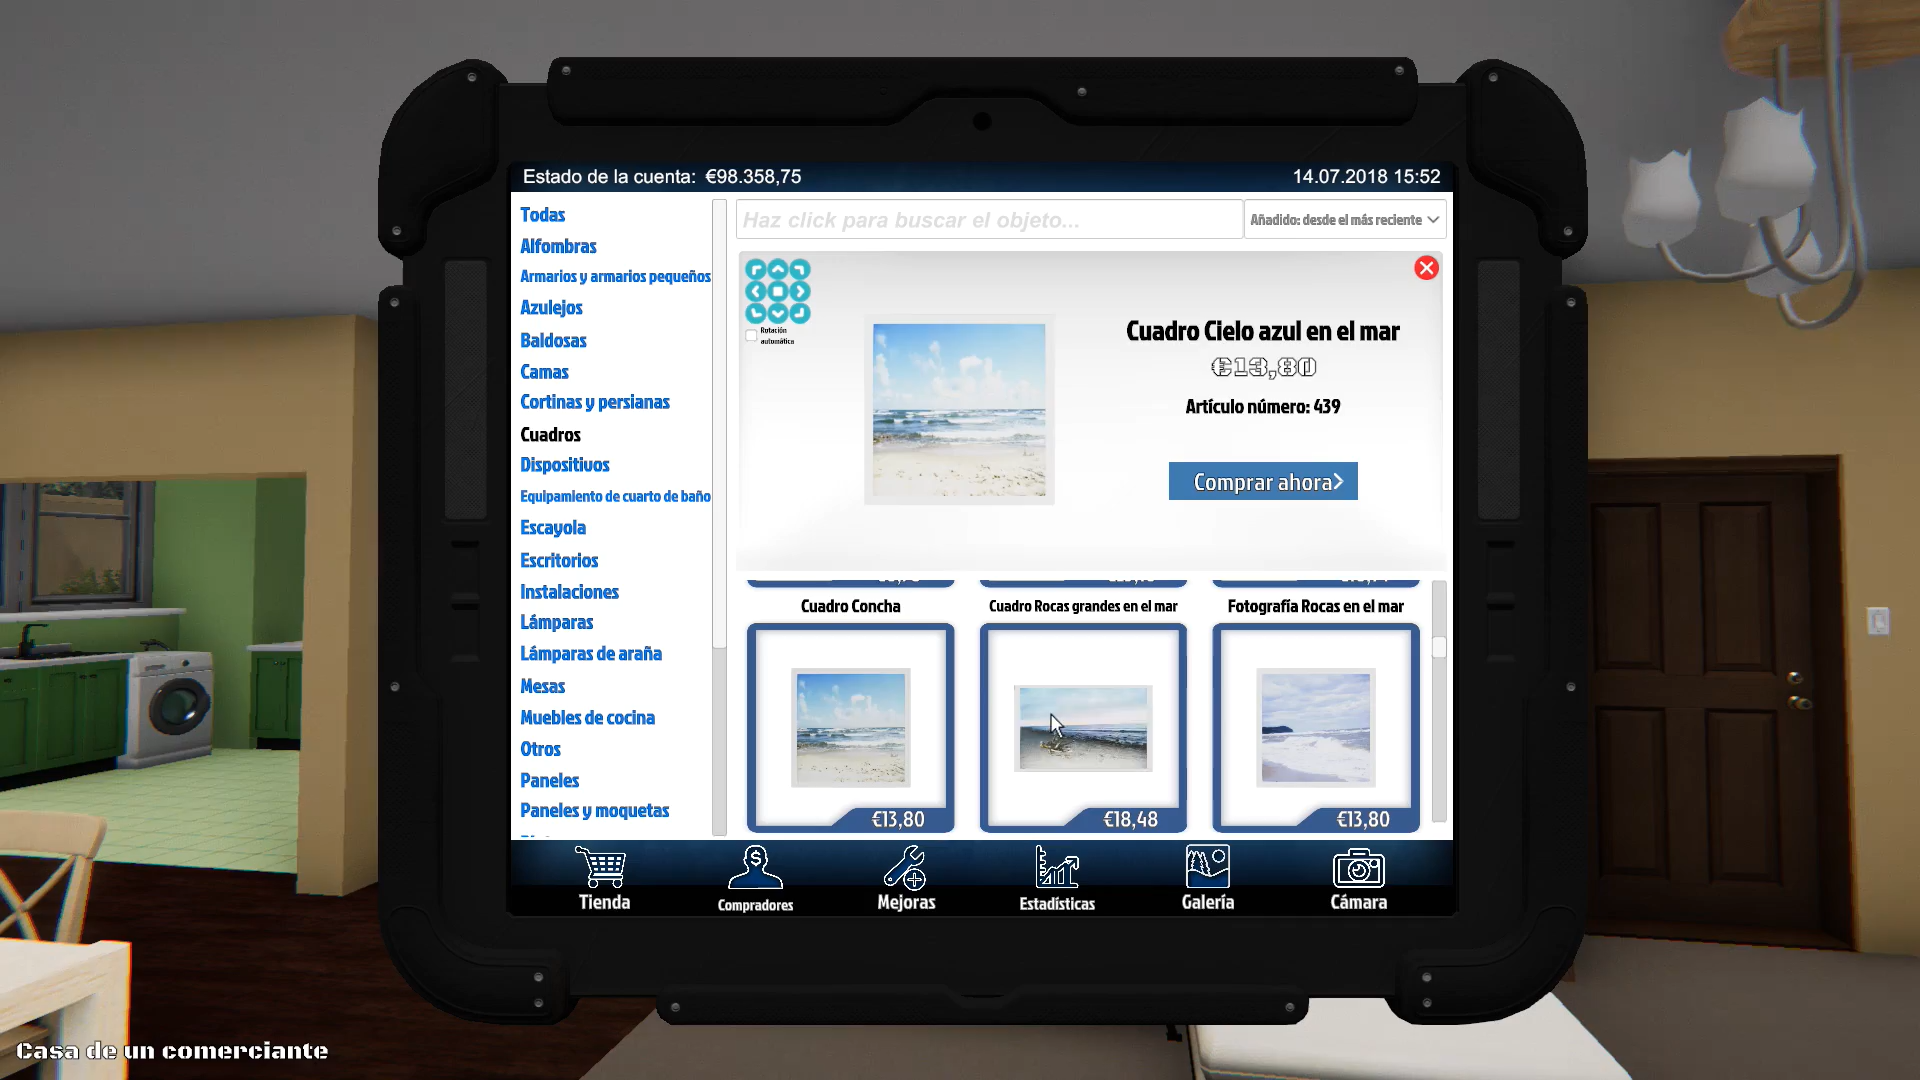 Estado de la cuenta: €98.358,75
14.07.2018 15:52
Todas
Alfombras
Armarios y armarios pequeños
Azulejos
Baldosas
Camas
Cortinas y persianas
Cuadros
Dispositivos
Equipamiento de cuarto de baño
Escayola
Escritorios
Instalaciones
Lámparas
Lámparas de araña
Mesas
Muebles de cocina
Otros
Paneles
Paneles y moquetas
Haz click para buscar el objeto...
Añadido: desde el más reciente
Rotación
automática
Cuadro Cielo azul en el mar
€13,80
Artículo número: 439
Comprar ahora
Cuadro Concha
Cuadro Rocas grandes en el mar
Fotografía Rocas en el mar
€13,80
€18,48
€13,80
Tienda
Compradores
Mejoras
Estadísticas
Galería
Cámara
Casa de un comerciante